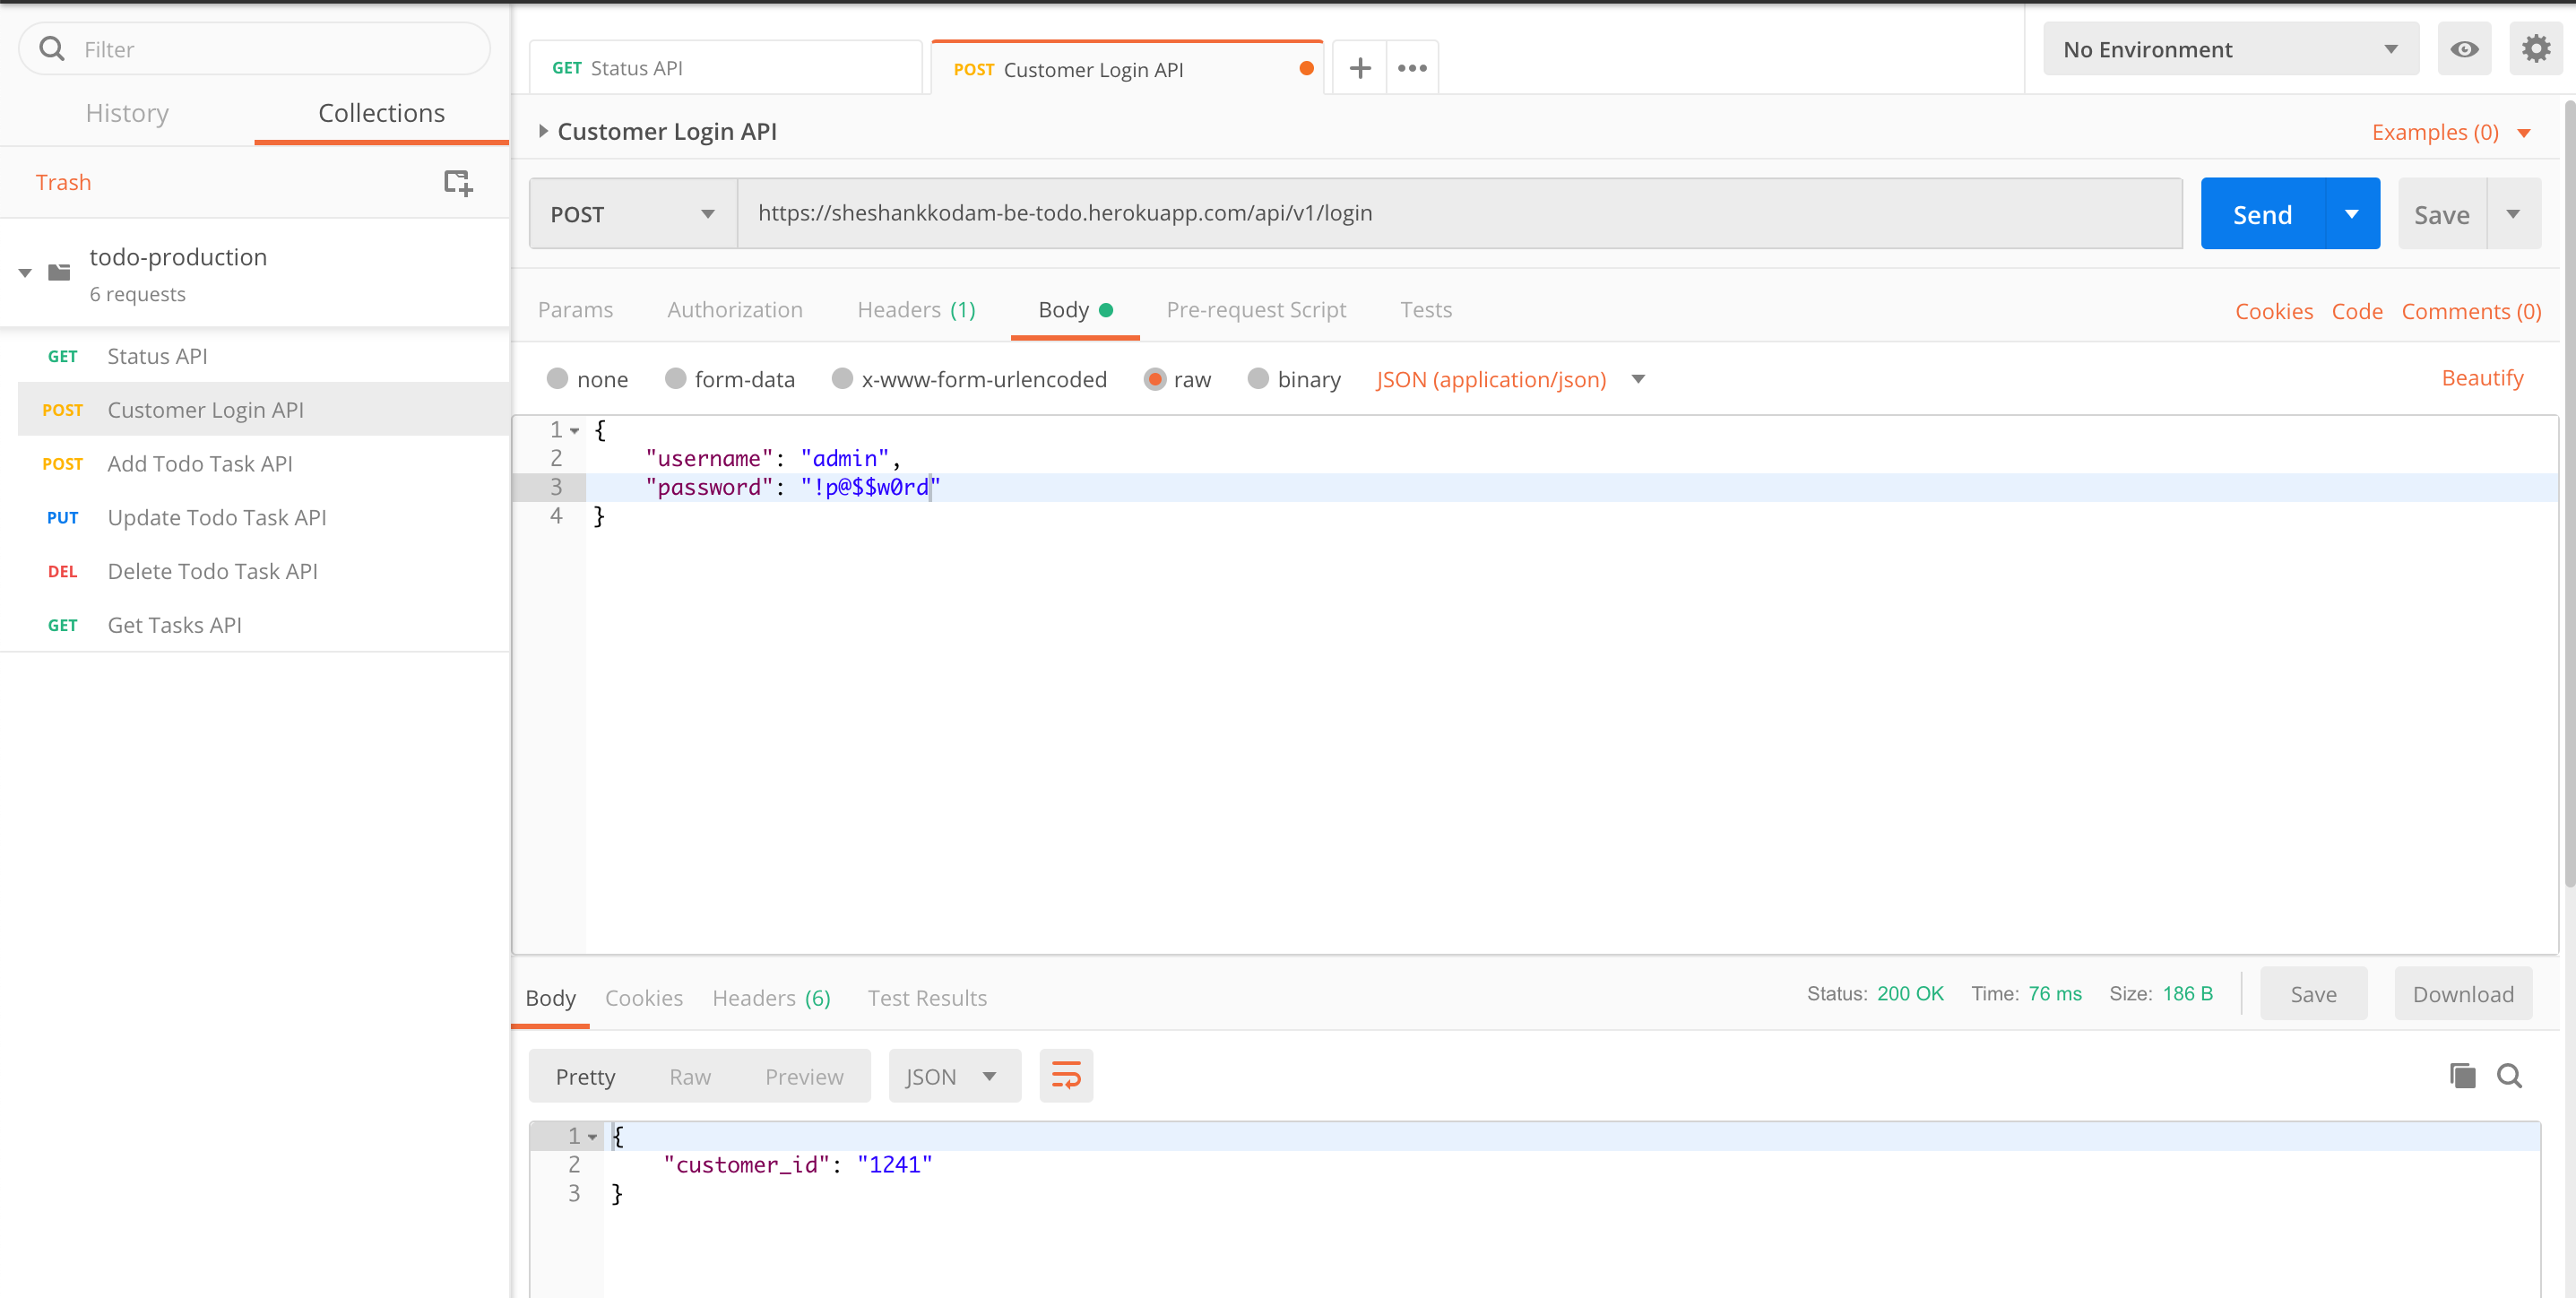 Filter
History Collections
Trash
todo-production
6 requests
GET Status API
POST Customer Login API
POST Add Todo Task API
PUT Update Todo Task API
DEL Delete Todo Task API
GET Get Tasks API
GET Status API
POST Customer Login API
No Environment
Customer Login API
Examples (0)
POST https://sheshankkodam-be-todo.herokuapp.com/api/v1/login Send Save
Params Authorization Headers (1) Body Pre-request Script Tests Cookies Code Comments (0)
none form-data x-www-form-urlencoded raw binary JSON (application/json) Beautify
1 {
2 "username": "admin",
3 "password": "!p@$$w0rd"
4 }
Body Cookies Headers (6) Test Results Status: 200 OK Time: 76 ms Size: 186 B Save Download
Pretty Raw Preview JSON
1 {
2 "customer_id": "1241"
3 }